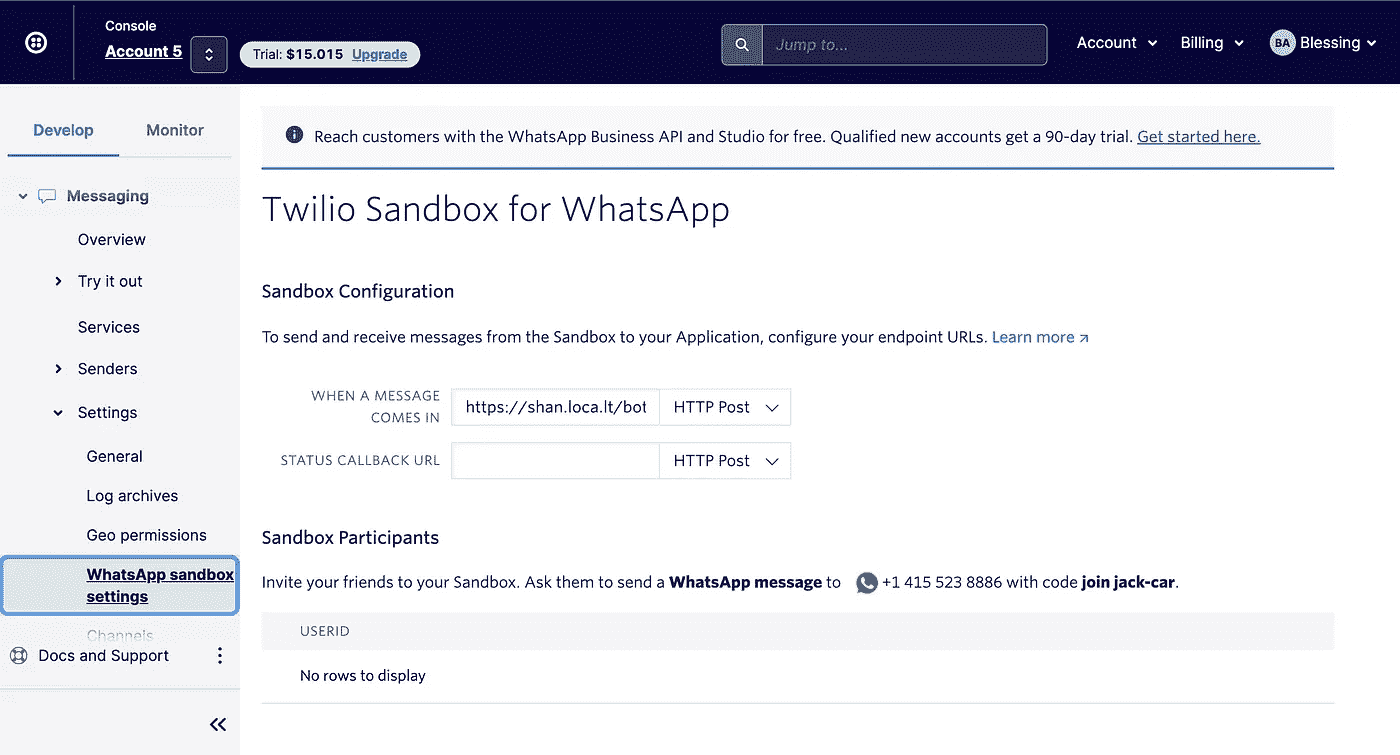 Console
Account 5
Trial: $15.015 Upgrade
Jump to...
Account
Billing
BA Blessing
Develop
Monitor
Messaging
Overview
Try it out
Services
Senders
Settings
General
Log archives
Geo permissions
WhatsApp sandbox
settings
Channels
Docs and Support
Reach customers with the WhatsApp Business API and Studio for free. Qualified new accounts get a 90-day trial. Get started here.
Twilio Sandbox for WhatsApp
Sandbox Configuration
To send and receive messages from the Sandbox to your Application, configure your endpoint URLs. Learn more
WHEN A MESSAGE
COMES IN
https://shan.loca.lt/bot
HTTP Post
STATUS CALLBACK URL
HTTP Post
Sandbox Participants
Invite your friends to your Sandbox. Ask them to send a WhatsApp message to +1 415 523 8886 with code join jack-car.
USERID
No rows to display